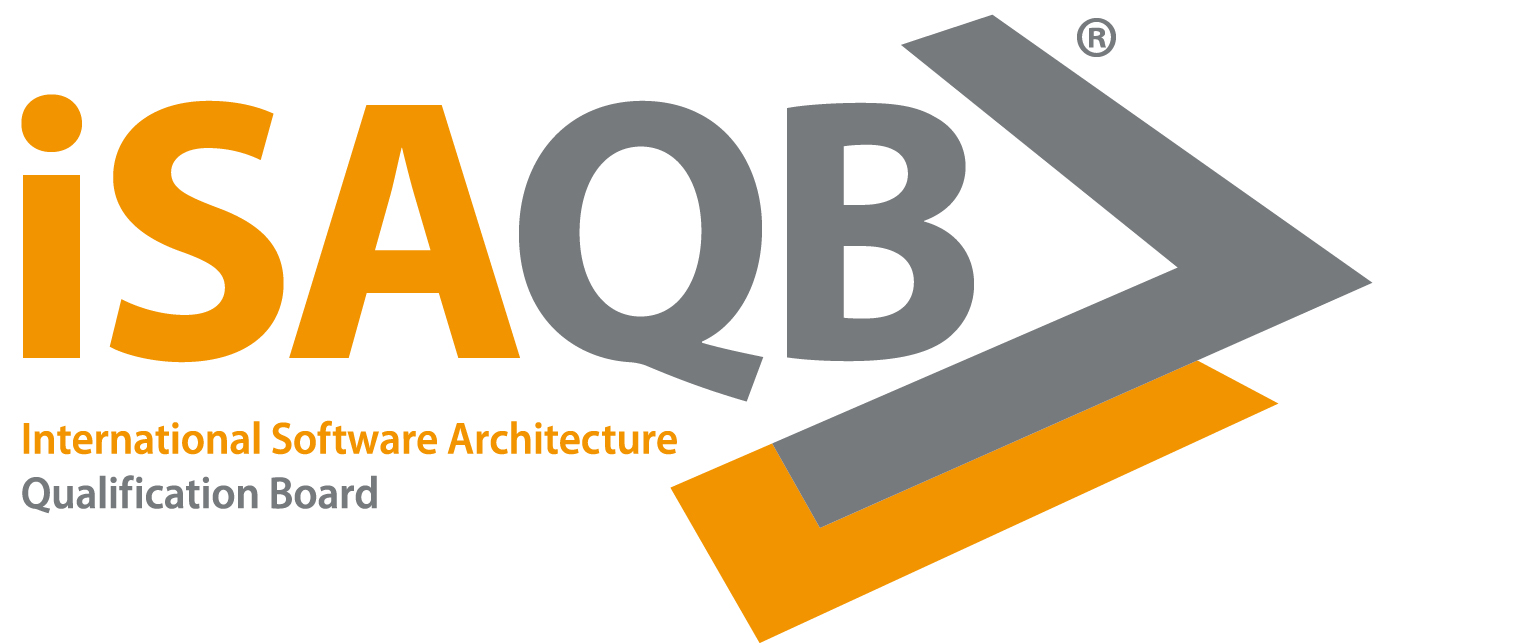 iSAQB®
International Software Architecture
Qualification Board